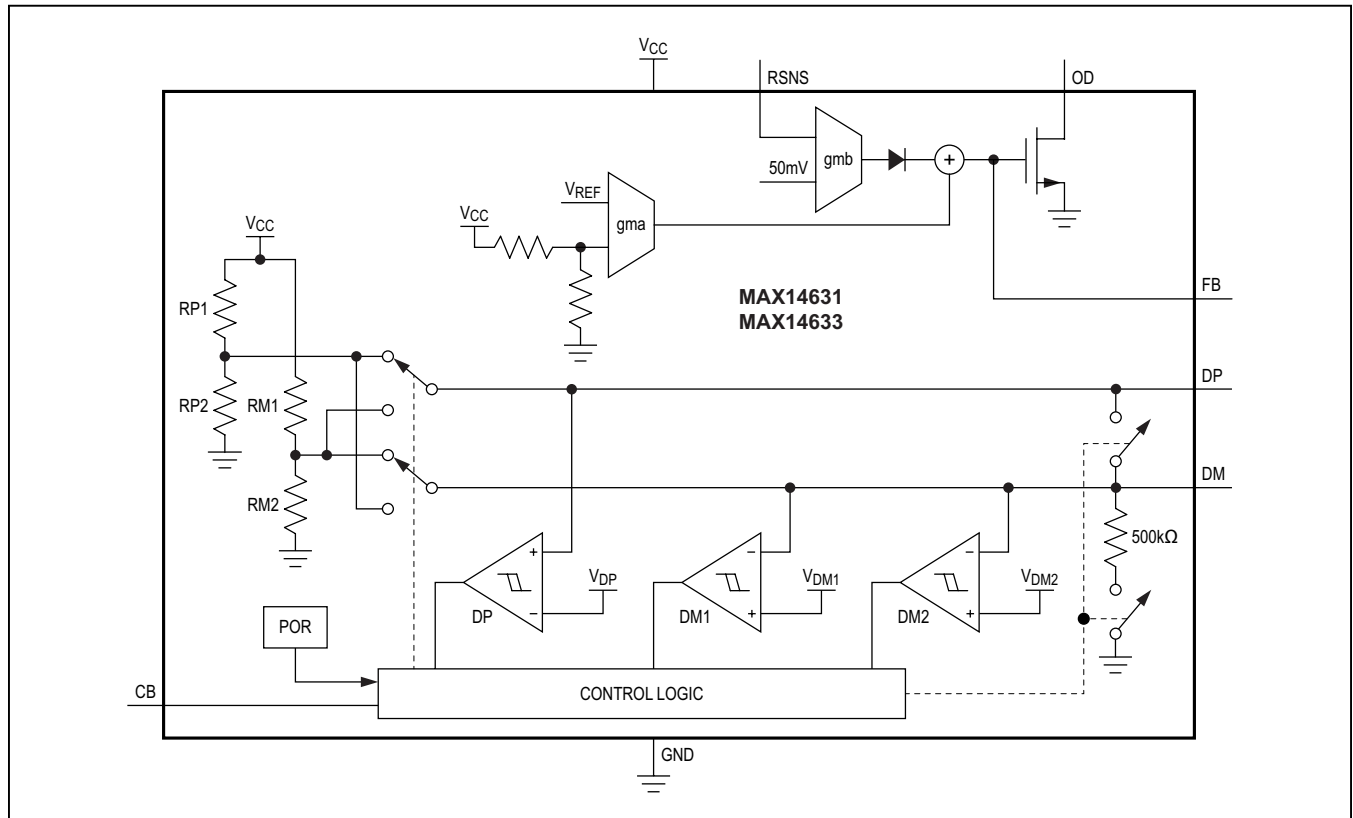 VCC
RSNS
OD
gmb
50mV
VREF
gma
VCC
VCC
MAX14631
MAX14633
FB
RP1
DP
RP2
RM1
DM
RM2
500kΩ
VDP
VDM1
VDM2
+
−
DP
−
+
DM1
−
+
DM2
+
POR
CB
CONTROL LOGIC
GND